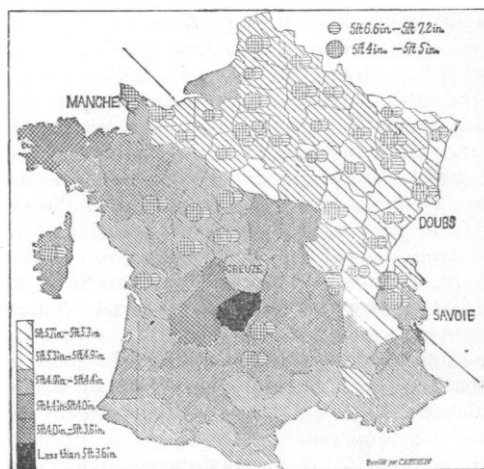 5ft 6.6in.–5ft 7.2in.
5ft 4in. –5ft 5in.
MANCHE
DOUBS
CREUZE
SAVOIE
5ft 5.7in.–5ft 5.3in.
5ft 5.3in–5ft 4.9in.
5ft 4.9in.–5ft 4.4in.
5ft 4.4in–5ft 4.0in.
5ft 4.0in.–5ft 3.6in.
Less than 5ft 3.6in.